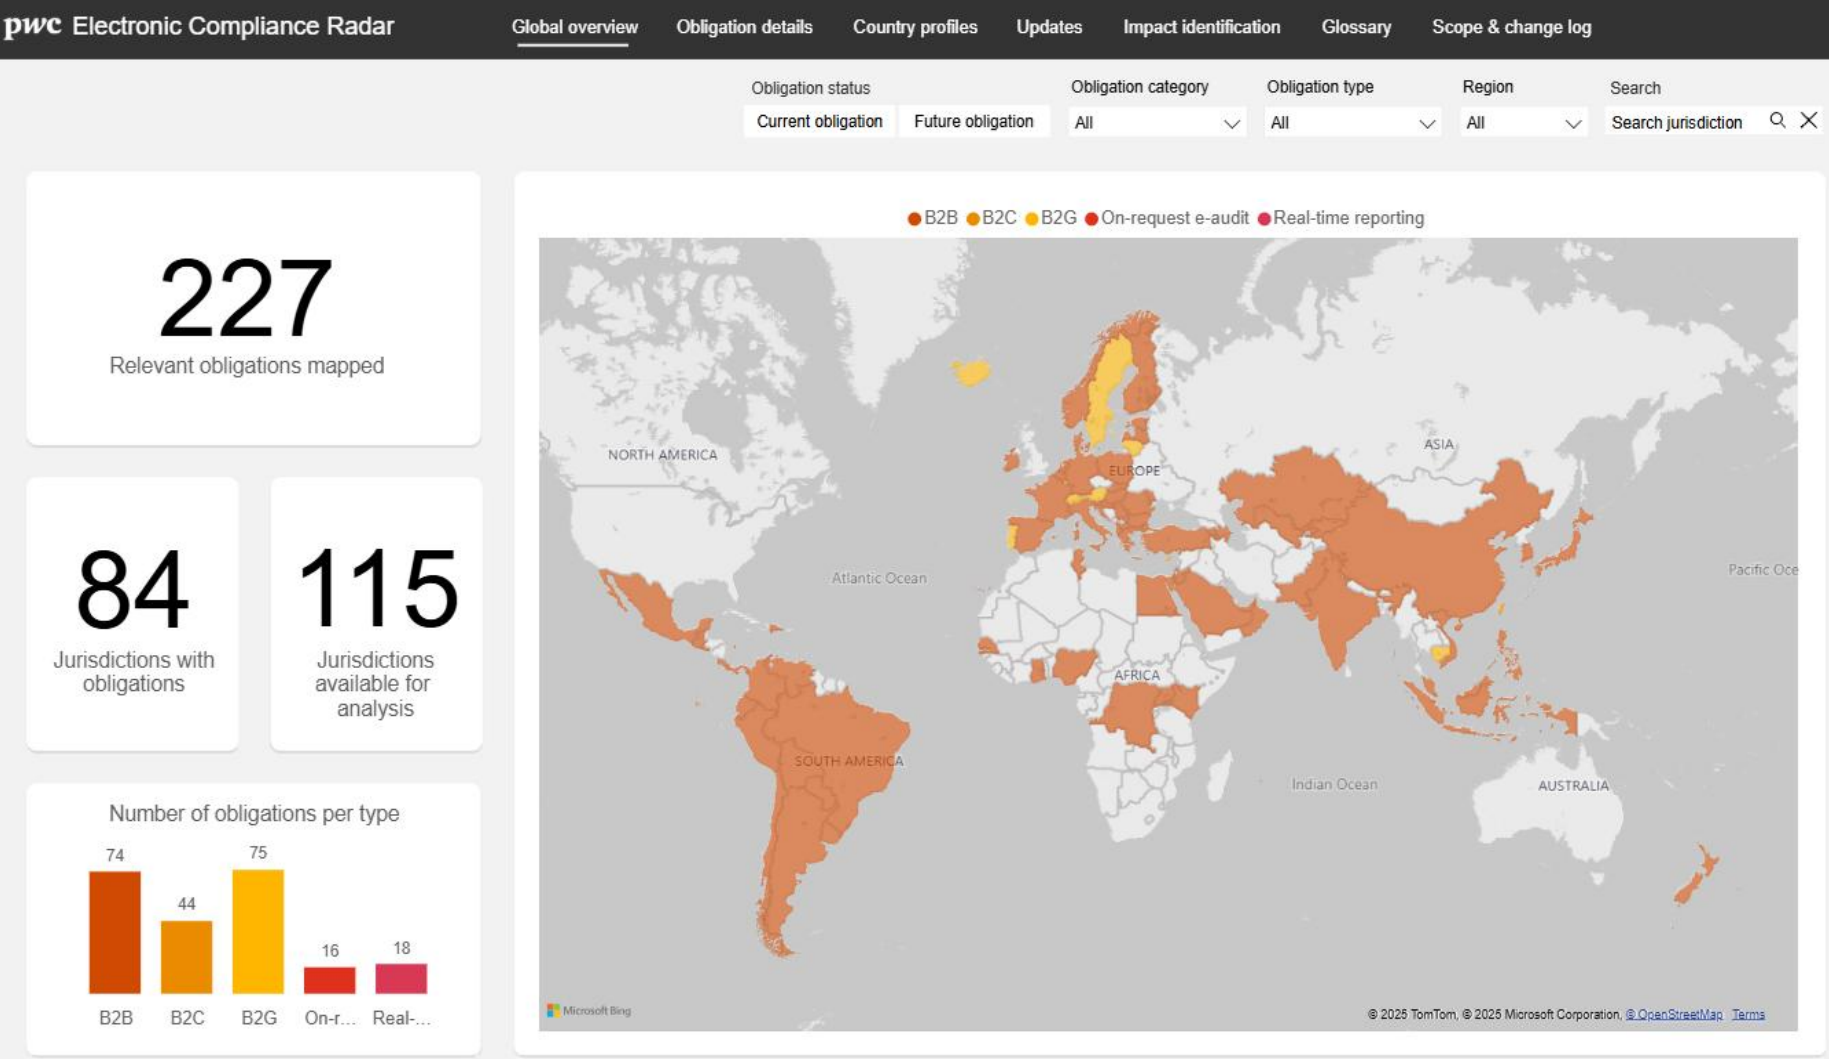 pwc Electronic Compliance Radar
Global overview
Obligation details
Country profiles
Updates
Impact identification
Glossary
Scope & change log
Obligation status
Current obligation
Future obligation
Obligation category
All
Obligation type
All
Region
All
Search
Search jurisdiction
227
Relevant obligations mapped
84
Jurisdictions with
obligations
115
Jurisdictions
available for
analysis
Number of obligations per type
74
44
75
16
18
B2B
B2C
B2G
On-r...
Real-...
B2B
B2C
B2G
On-request e-audit
Real-time reporting
NORTH AMERICA
ASIA
EUROPE
Atlantic Ocean
Pacific Oce
AFRICA
SOUTH AMERICA
Indian Ocean
AUSTRALIA
Microsoft Bing
© 2025 TomTom, © 2025 Microsoft Corporation, © OpenStreetMap Terms